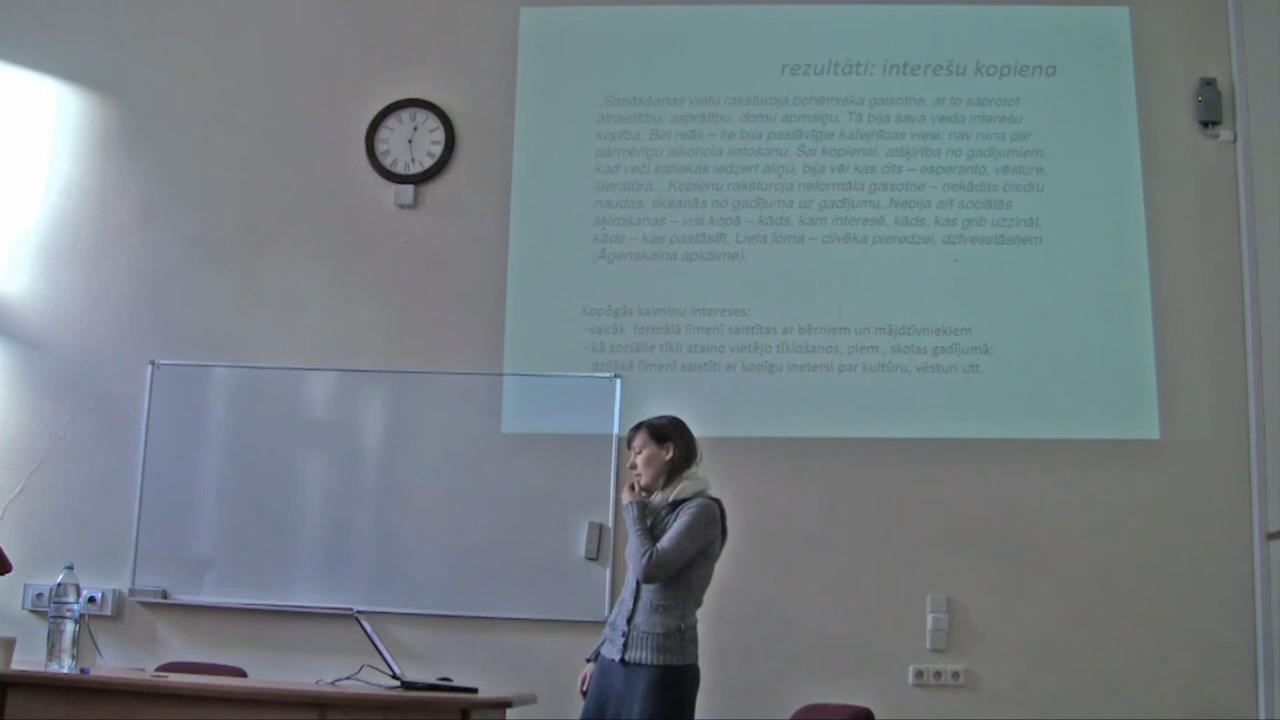 rezultāti: interešu kopiena
„Sanākšanas vietu raksturoja bohēmiska gaisotne, ar to saprotot
atraisītību, asprātību, domu apmaiņu. Tā bija sava veida interešu
kopība. Bet reāli – tie bija pastāvīgie kafejnīcas viesi; nav runa par
pārmērīgu alkohola lietošanu. Šai kopienai, atšķirībā no gadījumiem,
kad veči satiekas iedzert aliņu, bija vēl kas cits – esperanto, vēsture,
literatūra...Kopienu raksturoja neformāla gaisotne – nekādas biedru
naudas, tikšanās no gadījuma uz gadījumu..Nebija arī sociālās
šķirošanas – visi kopā – kāds, kam interesē, kāds, kas grib uzzināt,
kāds – kas pastāstīt. Liela loma – cilvēka pieredzei, dzīvesstāstiem
(Āgenskalna apkaime).
Kopīgās kaimiņu intereses:
-vairāk formālā līmenī saistītas ar bērniem un mājdzīvniekiem
- kā sociālie tīkli ataino vietējo tīklošanos, piem., skolas gadījumā;
- dziļākā līmenī saistīti ar kopīgu inetersi par kultūru, vēsturi utt.